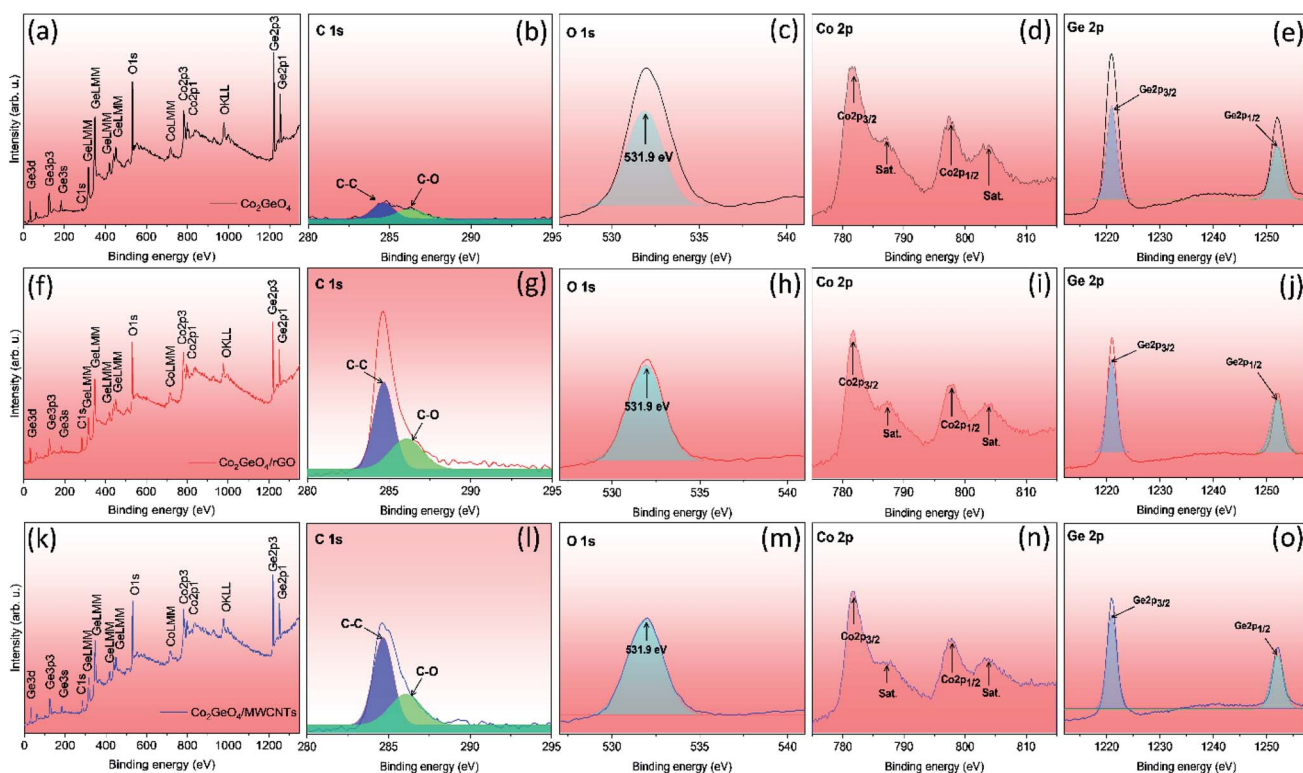 (a)
Intensity (arb. u.)
Ge3d
Ge3p3
Ge3s
C1s
GeLMM
GeLMM
GeLMM
GeLMM
O1s
CoLMM
Co2p3
Co2p1
OKLL
Ge2p3
Ge2p1
Co₂GeO₄
0 200 400 600 800 1000 1200
Binding energy (eV)
C 1s
(b)
C-C
C-O
280 285 290 295
Binding energy (eV)
O 1s
(c)
531.9 eV
530 535 540
Binding energy (eV)
Co 2p
(d)
Co2p3/2
Sat.
Co2p1/2
Sat.
780 790 800 810
Binding energy (eV)
Ge 2p
(e)
Ge2p3/2
Ge2p1/2
1220 1230 1240 1250
Binding energy (eV)
(f)
Intensity (arb. u.)
Ge3d
Ge3p3
Ge3s
C1s
GeLMM
GeLMM
GeLMM
GeLMM
O1s
CoLMM
Co2p3
Co2p1
OKLL
Ge2p3
Ge2p1
Co₂GeO₄/rGO
0 200 400 600 800 1000 1200
Binding energy (eV)
C 1s
(g)
C-C
C-O
280 285 290 295
Binding energy (eV)
O 1s
(h)
531.9 eV
530 535 540
Binding energy (eV)
Co 2p
(i)
Co2p3/2
Sat.
Co2p1/2
Sat.
780 790 800 810
Binding energy (eV)
Ge 2p
(j)
Ge2p3/2
Ge2p1/2
1220 1230 1240 1250
Binding energy (eV)
(k)
Intensity (arb. u.)
Ge3d
Ge3p3
Ge3s
C1s
GeLMM
GeLMM
GeLMM
GeLMM
O1s
CoLMM
Co2p3
Co2p1
OKLL
Ge2p3
Ge2p1
Co₂GeO₄/MWCNTs
0 200 400 600 800 1000 1200
Binding energy (eV)
C 1s
(l)
C-C
C-O
280 285 290 295
Binding energy (eV)
O 1s
(m)
531.9 eV
530 535 540
Binding energy (eV)
Co 2p
(n)
Co2p3/2
Sat.
Co2p1/2
Sat.
780 790 800 810
Binding energy (eV)
Ge 2p
(o)
Ge2p3/2
Ge2p1/2
1220 1230 1240 1250
Binding energy (eV)